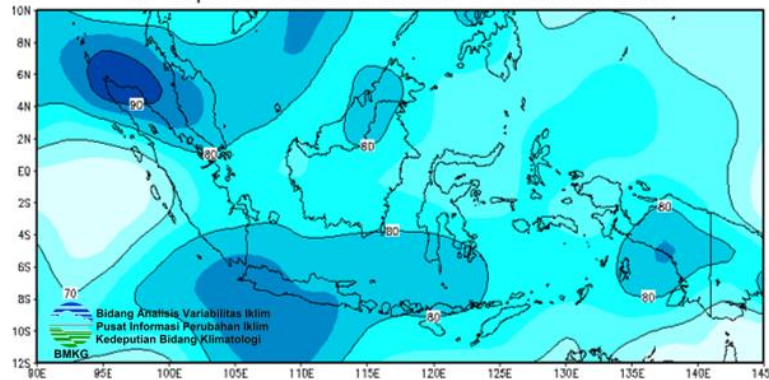 10N
8N
6N
4N
2N
EQ
2S
4S
6S
8S
10S
12S
90
80
80
80
80
80
80
70
80
Bidang Analisis Variabilitas Iklim
Pusat Informasi Perubahan Iklim
Kedeputian Bidang Klimatologi
BMKG
90E 95E 100E 105E 110E 115E 120E 125E 130E 135E 140E 145E